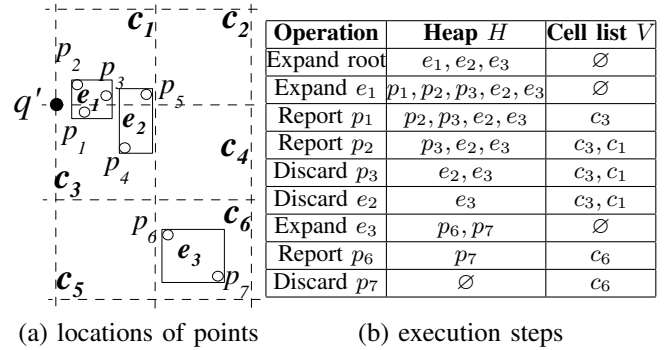 c1 c2
p2 p3
q' e1 e2 p5
p1
p4 c4
c3
p6 e3 c6
c5 p7
(a) locations of points
Operation Heap H Cell list V
Expand root e1, e2, e3 ∅
Expand e1 p1, p2, p3, e2, e3 ∅
Report p1 p2, p3, e2, e3 c3
Report p2 p3, e2, e3 c3, c1
Discard p3 e2, e3 c3, c1
Discard e2 e3 c3, c1
Expand e3 p6, p7 ∅
Report p6 p7 c6
Discard p7 ∅ c6
(b) execution steps